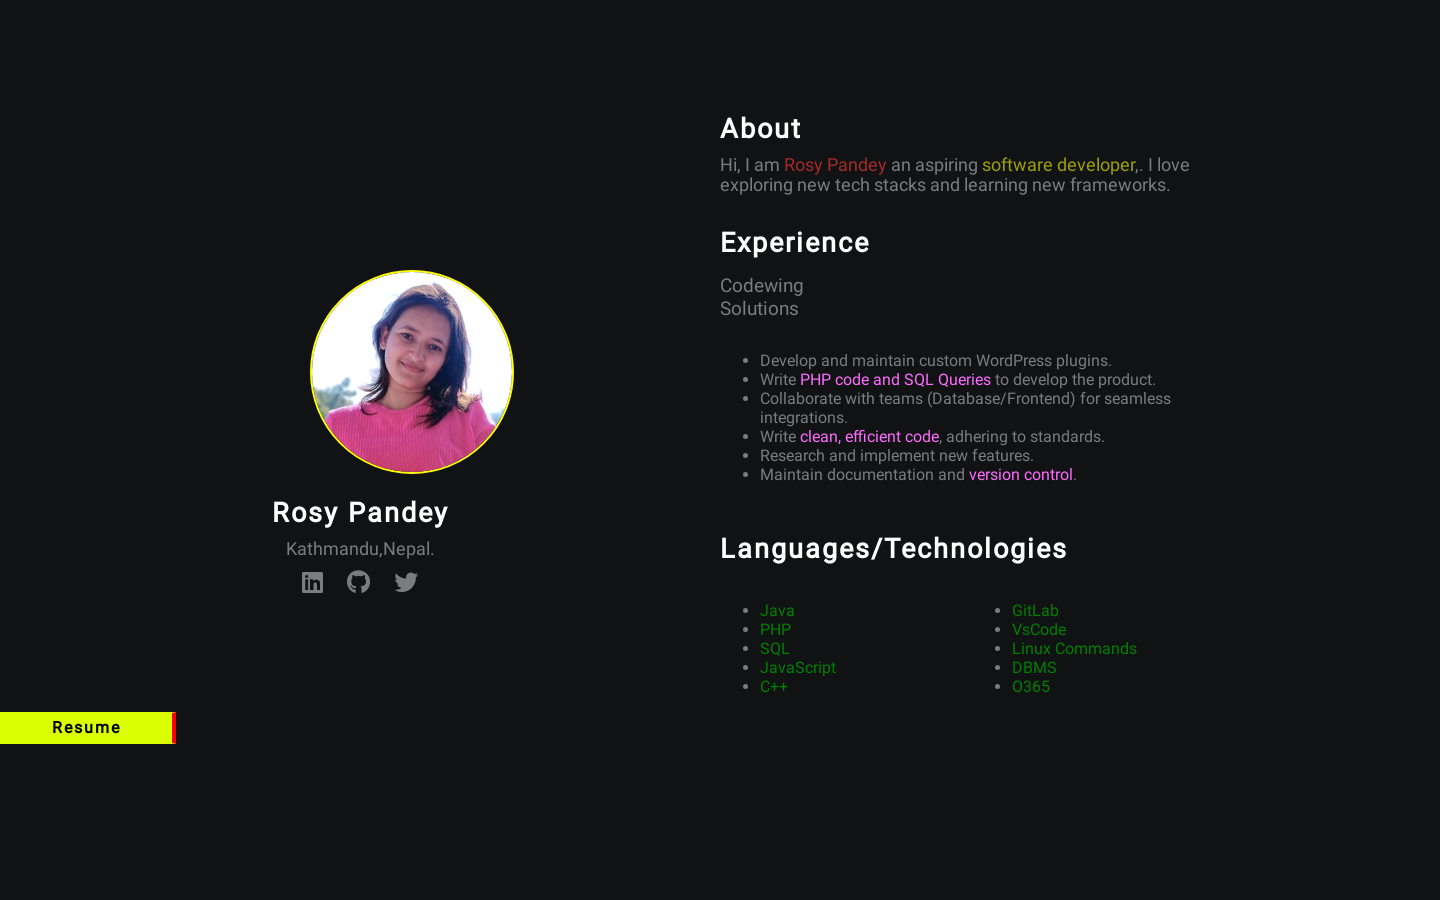 Rosy Pandey
Kathmandu,Nepal.
Resume
About
Hi, I am Rosy Pandey an aspiring software developer,. I love
exploring new tech stacks and learning new frameworks.
Experience
Codewing
Solutions
Develop and maintain custom WordPress plugins.
Write PHP code and SQL Queries to develop the product.
Collaborate with teams (Database/Frontend) for seamless
integrations.
Write clean, efficient code, adhering to standards.
Research and implement new features.
Maintain documentation and version control.
Languages/Technologies
Java
PHP
SQL
JavaScript
C++
GitLab
VsCode
Linux Commands
DBMS
O365